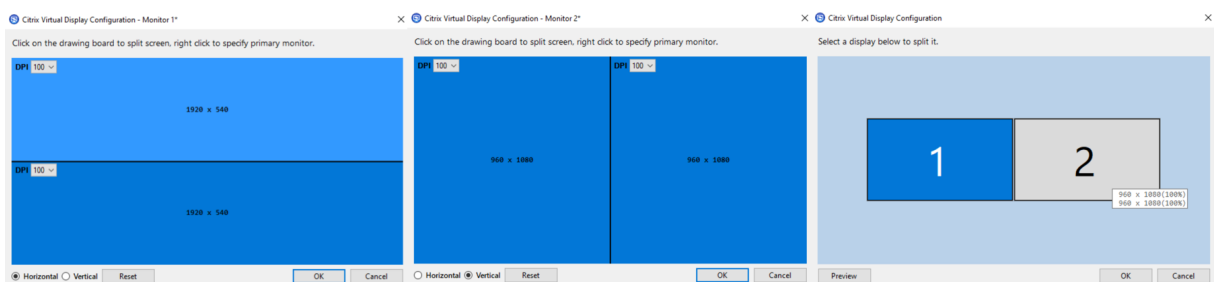 Citrix Virtual Display Configuration - Monitor 1*
Click on the drawing board to split screen, right click to specify primary monitor.
DPI 100
1920 x 540
DPI 100
1920 x 540
Horizontal Vertical Reset OK Cancel
Citrix Virtual Display Configuration - Monitor 2*
Click on the drawing board to split screen, right click to specify primary monitor.
DPI 100 DPI 100
960 x 1080 960 x 1080
Horizontal Vertical Reset OK Cancel
Citrix Virtual Display Configuration
Select a display below to split it.
1 2
960 x 1080(100%)
960 x 1080(100%)
Preview OK Cancel